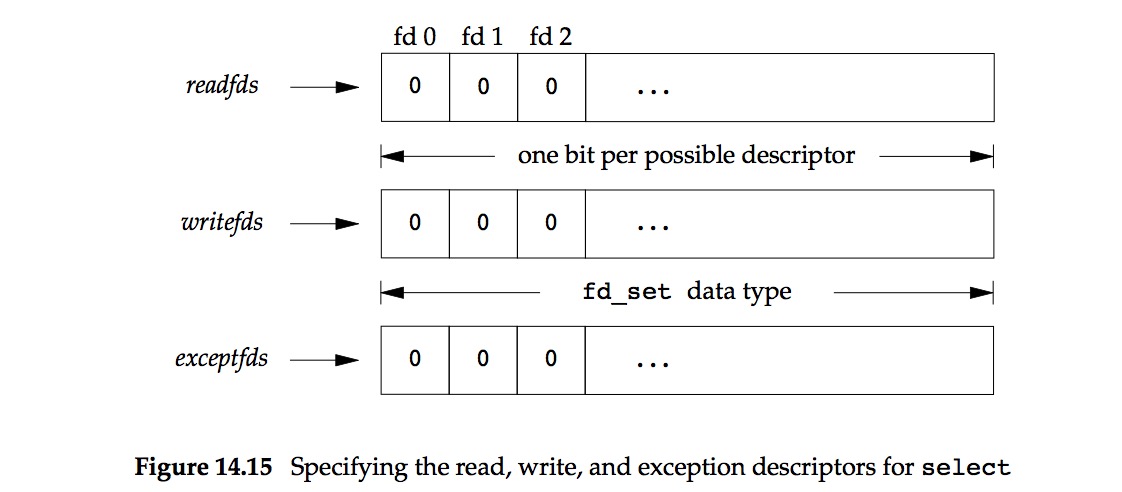 fd 0 fd 1 fd 2
readfds 0 0 0 ...
one bit per possible descriptor
writefds 0 0 0 ...
fd_set data type
exceptfds 0 0 0 ...
Figure 14.15 Specifying the read, write, and exception descriptors for select